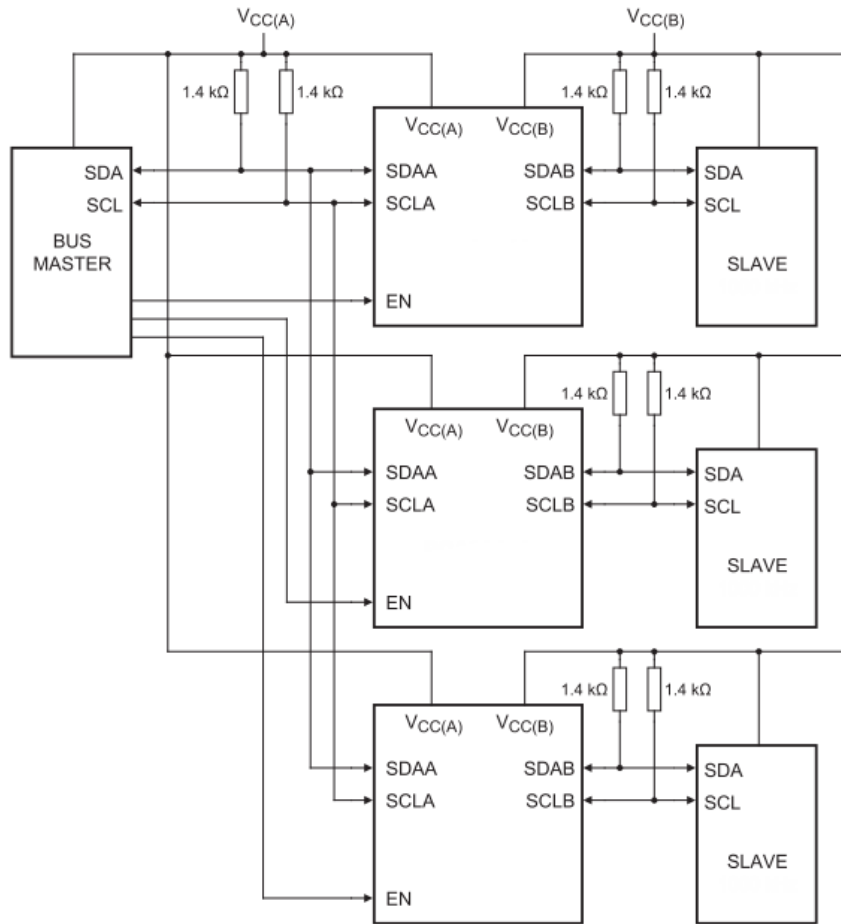 VCC(A)
VCC(B)
1.4 kΩ
1.4 kΩ
1.4 kΩ
1.4 kΩ
VCC(A)
VCC(B)
SDA
SCL
BUS
MASTER
SDAA
SCLA
EN
SDAB
SCLB
SDA
SCL
SLAVE
1.4 kΩ
1.4 kΩ
VCC(A)
VCC(B)
SDAA
SCLA
EN
SDAB
SCLB
SDA
SCL
SLAVE
1.4 kΩ
1.4 kΩ
VCC(A)
VCC(B)
SDAA
SCLA
EN
SDAB
SCLB
SDA
SCL
SLAVE